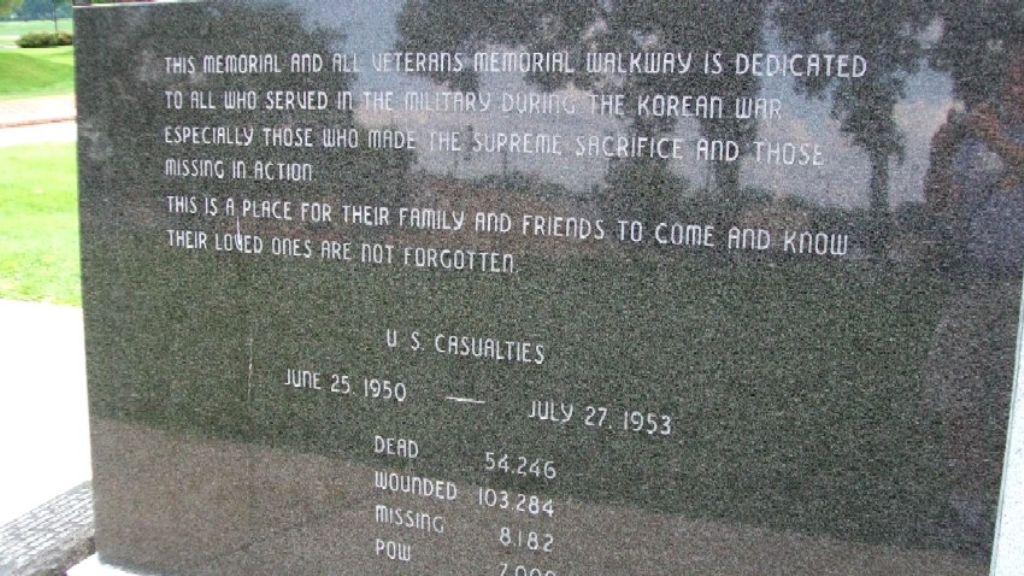 THIS MEMORIAL AND ALL VETERANS MEMORIAL WALKWAY IS DEDICATED
TO ALL WHO SERVED IN THE MILITARY DURING THE KOREAN WAR
ESPECIALLY THOSE WHO MADE THE SUPREME SACRIFICE AND THOSE
MISSING IN ACTION
THIS IS A PLACE FOR THEIR FAMILY AND FRIENDS TO COME AND KNOW
THEIR LOVED ONES ARE NOT FORGOTTEN.
U. S. CASUALTIES
JUNE 25, 1950 — JULY 27, 1953
DEAD 54,246
WOUNDED 103,284
MISSING 8,182
POW